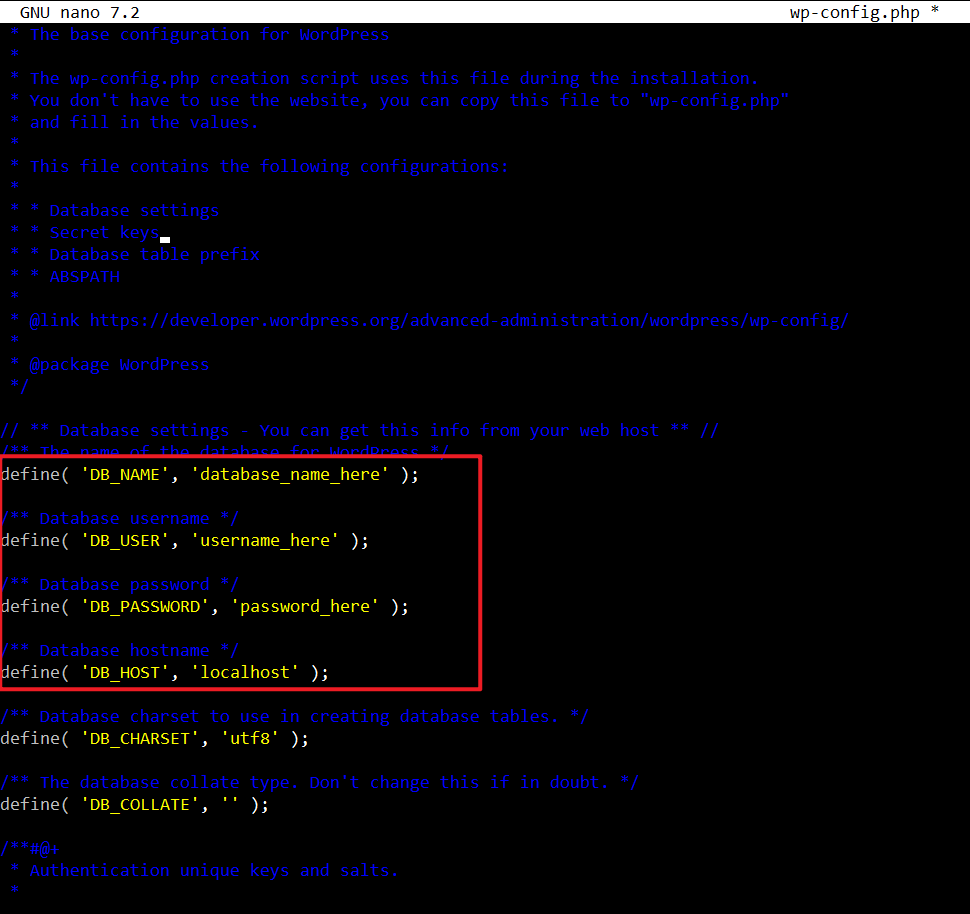 GNU nano 7.2 wp-config.php *
* The base configuration for WordPress
*
* The wp-config.php creation script uses this file during the installation.
* You don't have to use the website, you can copy this file to "wp-config.php"
* and fill in the values.
*
* This file contains the following configurations:
*
* * Database settings
* * Secret keys
* * Database table prefix
* * ABSPATH
*
* @link https://developer.wordpress.org/advanced-administration/wordpress/wp-config/
*
* @package WordPress
*/
// ** Database settings - You can get this info from your web host ** //
/** The name of the database for WordPress */
define( 'DB_NAME', 'database_name_here' );
/** Database username */
define( 'DB_USER', 'username_here' );
/** Database password */
define( 'DB_PASSWORD', 'password_here' );
/** Database hostname */
define( 'DB_HOST', 'localhost' );
/** Database charset to use in creating database tables. */
define( 'DB_CHARSET', 'utf8' );
/** The database collate type. Don't change this if in doubt. */
define( 'DB_COLLATE', '' );
/**#@+
* Authentication unique keys and salts.
*